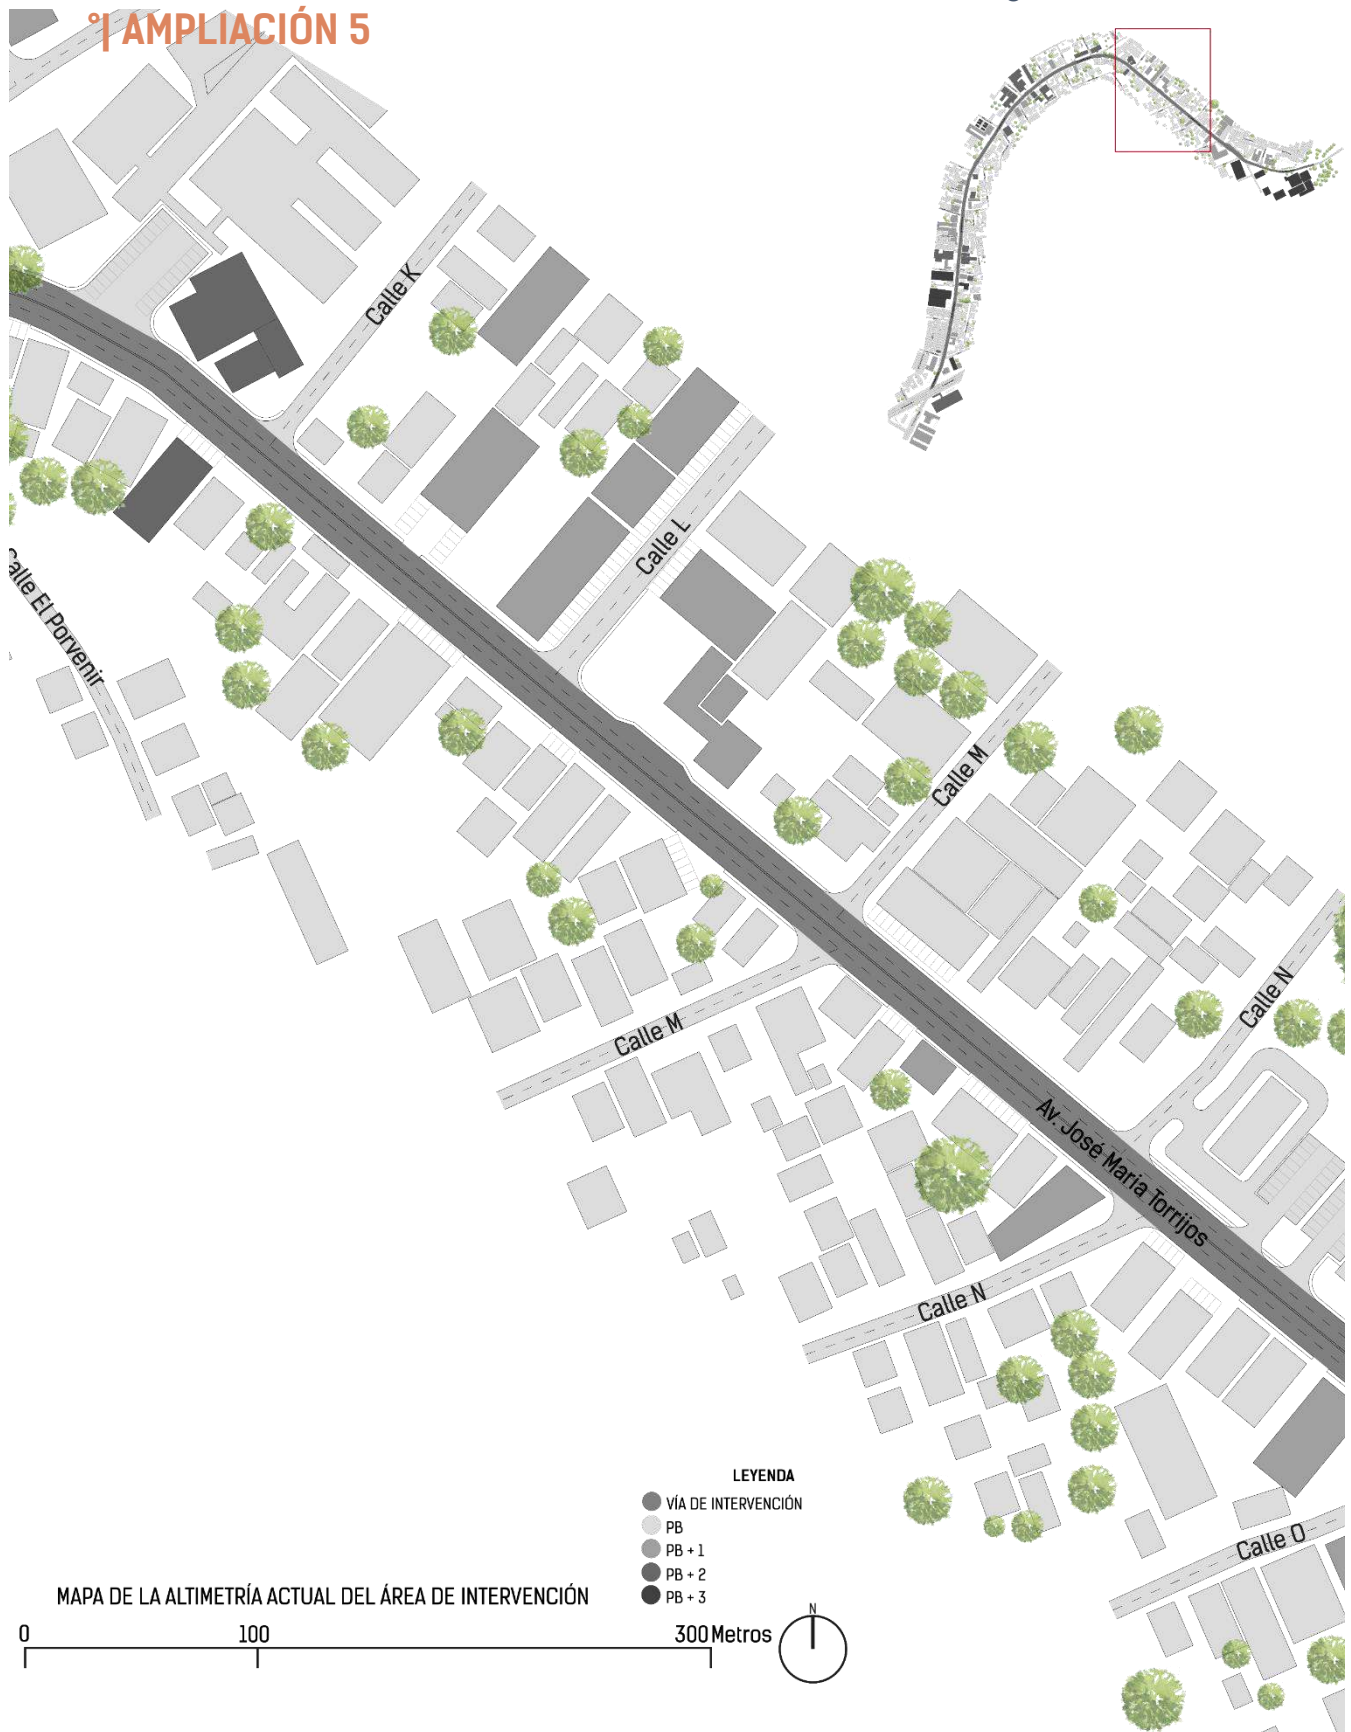 °| AMPLIACIÓN 5
Calle K
Calle L
Calle El Porvenir
Calle M
Calle M
Calle N
Av. José María Torrijos
Calle N
Calle O
LEYENDA
VÍA DE INTERVENCIÓN
PB
PB + 1
PB + 2
PB + 3
MAPA DE LA ALTIMETRÍA ACTUAL DEL ÁREA DE INTERVENCIÓN
0 100 300 Metros
N